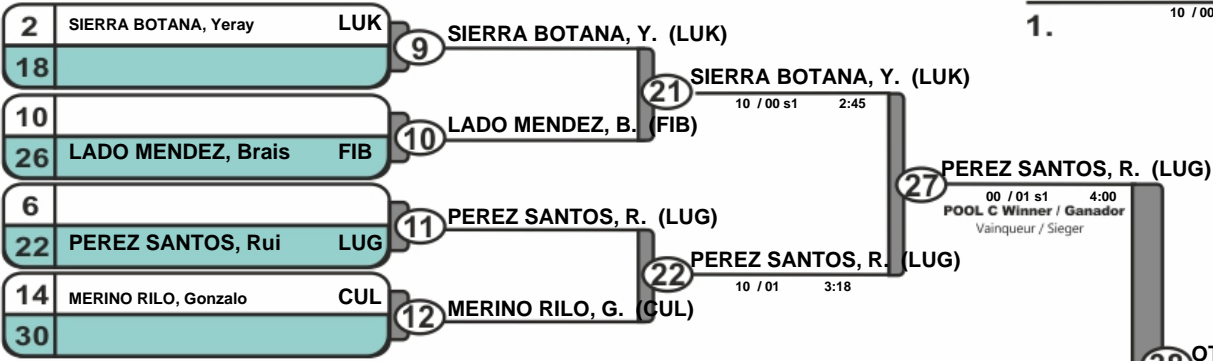 10 / 00
1.
2 SIERRA BOTANA, Yeray LUK
18
9 SIERRA BOTANA, Y. (LUK)
21 SIERRA BOTANA, Y. (LUK)
10 / 00 s1 2:45
10
26 LADO MENDEZ, Brais FIB
10 LADO MENDEZ, B. (FIB)
27 PEREZ SANTOS, R. (LUG)
00 / 01 s1 4:00
POOL C Winner / Ganador
Vainqueur / Sieger
6
22 PEREZ SANTOS, Rui LUG
11 PEREZ SANTOS, R. (LUG)
22 PEREZ SANTOS, R. (LUG)
10 / 01 3:18
14 MERINO RILO, Gonzalo CUL
30
12 MERINO RILO, G. (CUL)